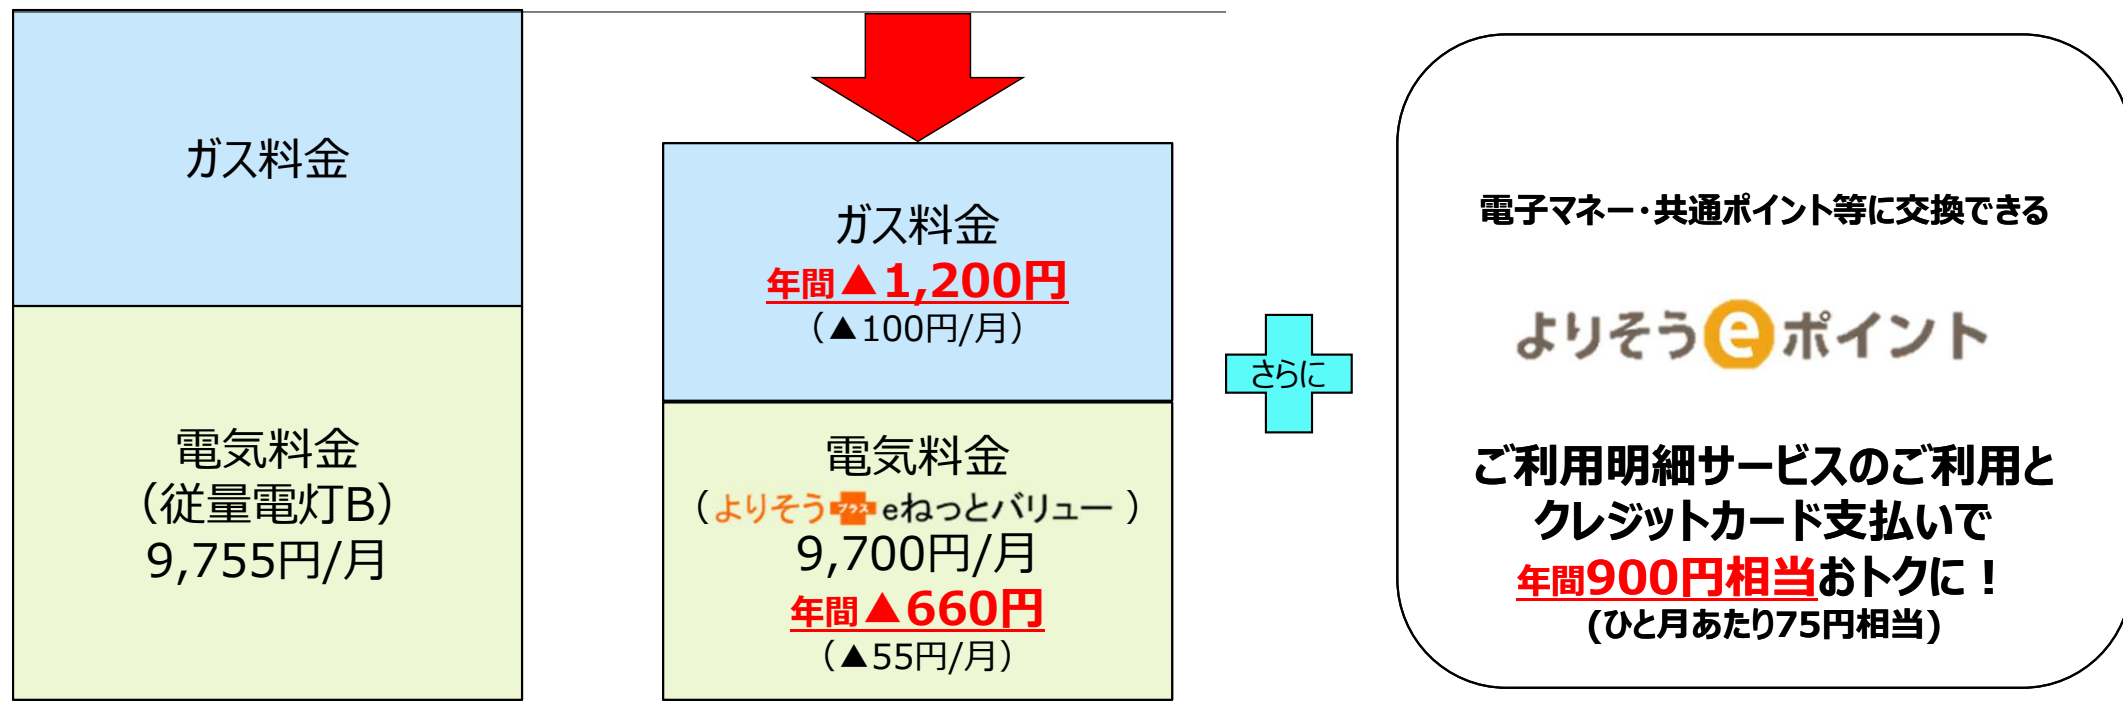 ガス料金
電気料金
（従量電灯B）
9,755円/月
ガス料金
年間▲1,200円
（▲100円/月）
電気料金
（よりそうプラスeねっとバリュー ）
9,700円/月
年間▲660円
（▲55円/月）
さらに
電子マネー・共通ポイント等に交換できる
よりそうeポイント
ご利用明細サービスのご利用と
クレジットカード支払いで
年間900円相当おトクに！
(ひと月あたり75円相当)